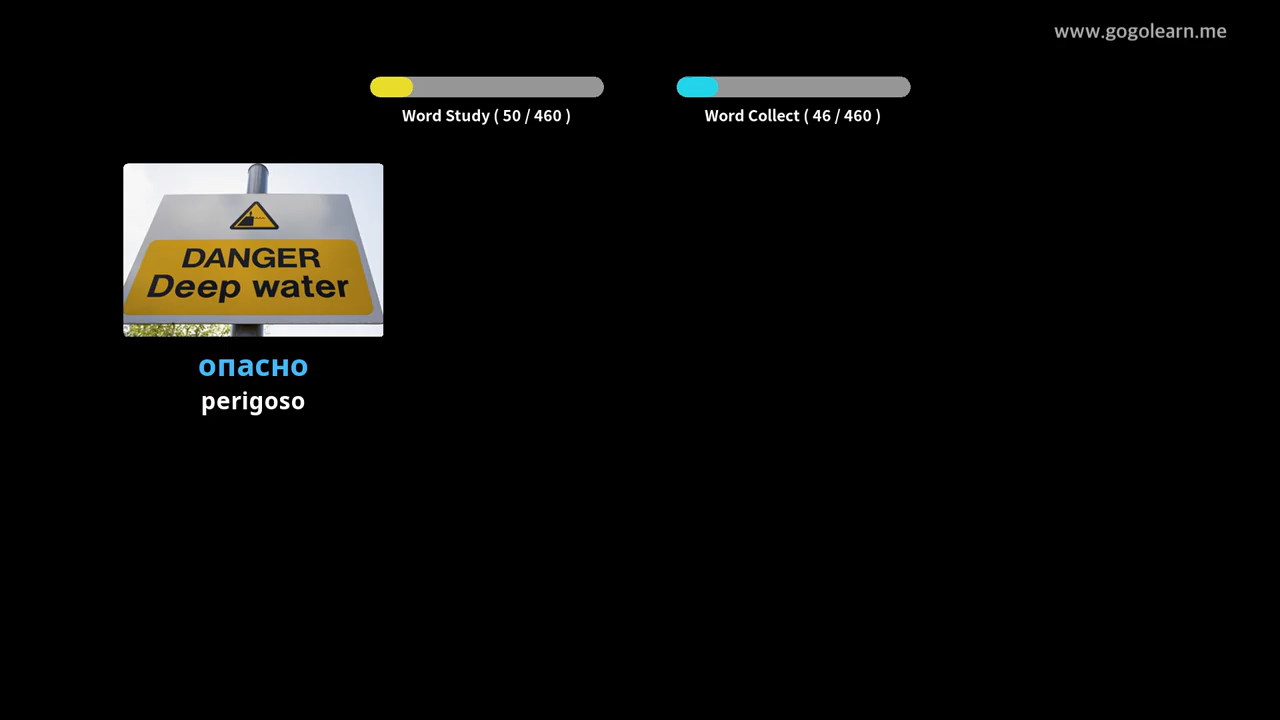 www.gogolearn.me
Word Study ( 50 / 460 )
Word Collect ( 46 / 460 )
DANGER
Deep water
опасно
perigoso